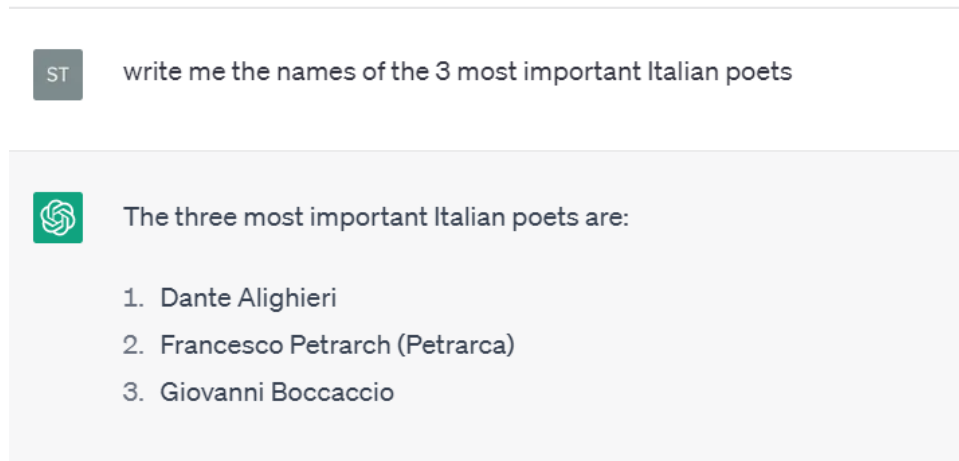 ST
write me the names of the 3 most important Italian poets
The three most important Italian poets are:
1. Dante Alighieri
2. Francesco Petrarch (Petrarca)
3. Giovanni Boccaccio